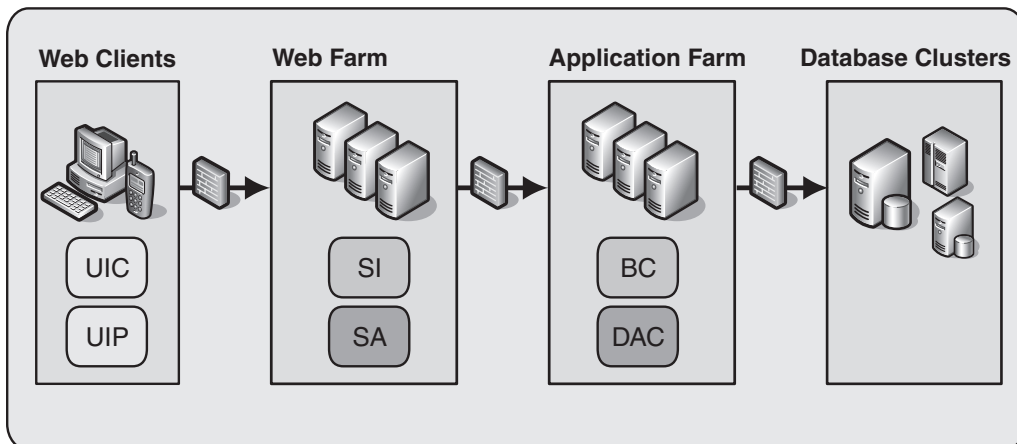 Web Clients
Web Farm
Application Farm
Database Clusters
UIC
SI
BC
UIP
SA
DAC